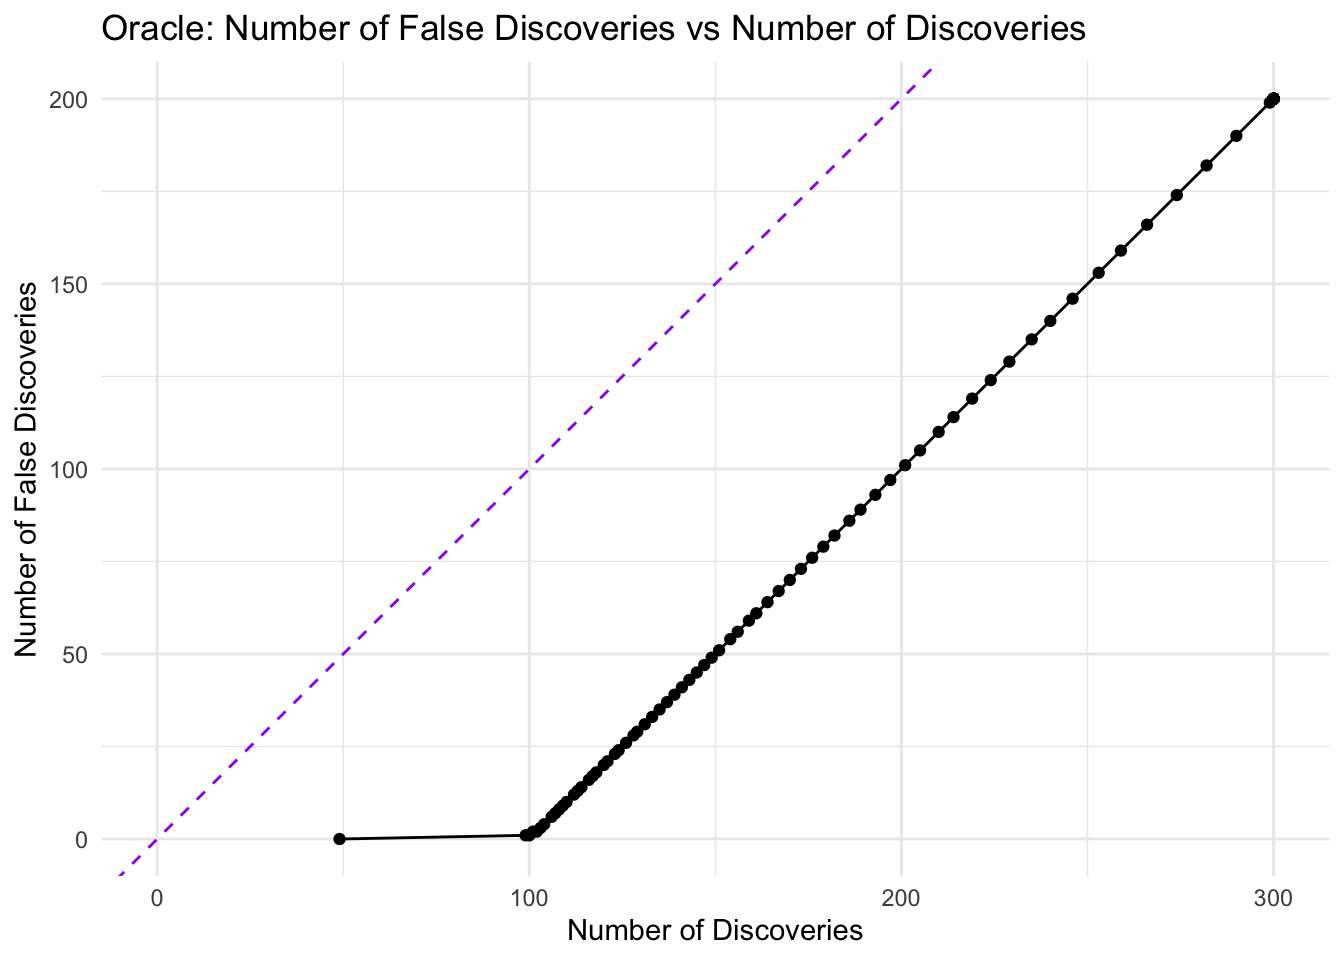 Oracle: Number of False Discoveries vs Number of Discoveries
Number of False Discoveries
200
150
100
50
0
0 100 200 300
Number of Discoveries